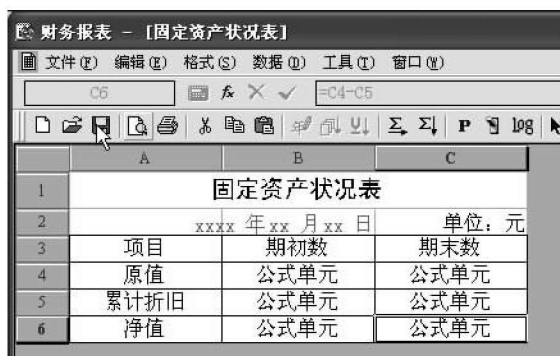 财务报表 - [固定资产状况表]
文件(F) 编辑(E) 格式(S) 数据(D) 工具(T) 窗口(W)
C6 fx =C4-C5
Σ Σ P log
A B C
1 固定资产状况表
2 xxxx 年 xx 月 xx 日 单位：元
3 项目 期初数 期末数
4 原值 公式单元 公式单元
5 累计折旧 公式单元 公式单元
6 净值 公式单元 公式单元